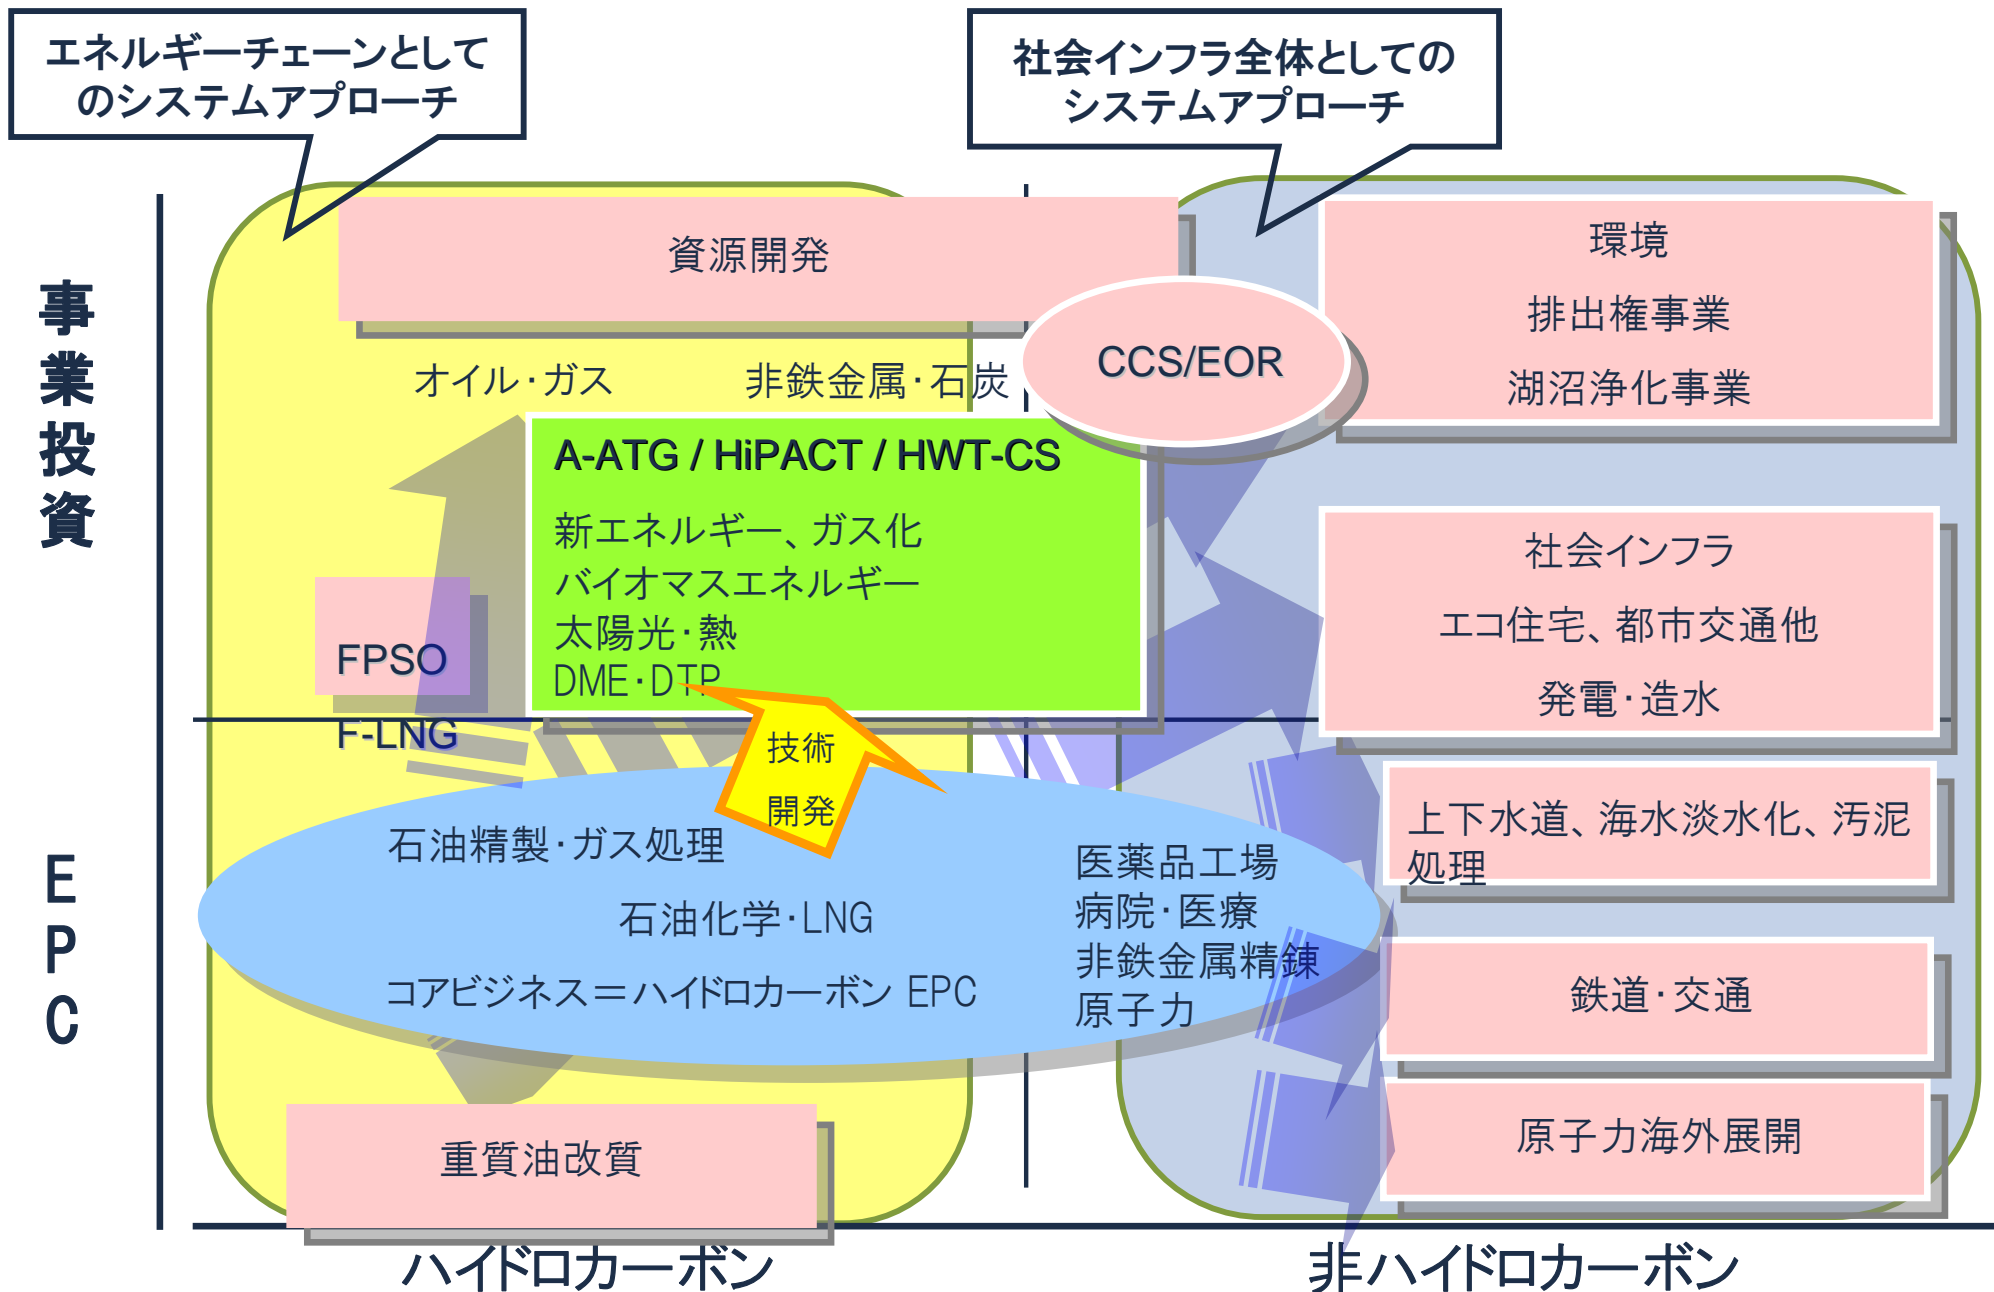 エネルギーチェーンとして
のシステムアプローチ
社会インフラ全体としての
システムアプローチ
事業投資
EPC
資源開発
オイル・ガス
非鉄金属・石炭
CCS/EOR
環境
排出権事業
湖沼浄化事業
A-ATG / HiPACT / HWT-CS
新エネルギー、ガス化
バイオマスエネルギー
太陽光・熱
DME・DTP
FPSO
F-LNG
社会インフラ
エコ住宅、都市交通他
発電・造水
技術
開発
石油精製・ガス処理
石油化学・LNG
コアビジネス＝ハイドロカーボン EPC
医薬品工場
病院・医療
非鉄金属精錬
原子力
上下水道、海水淡水化、汚泥
処理
鉄道・交通
原子力海外展開
重質油改質
ハイドロカーボン
非ハイドロカーボン